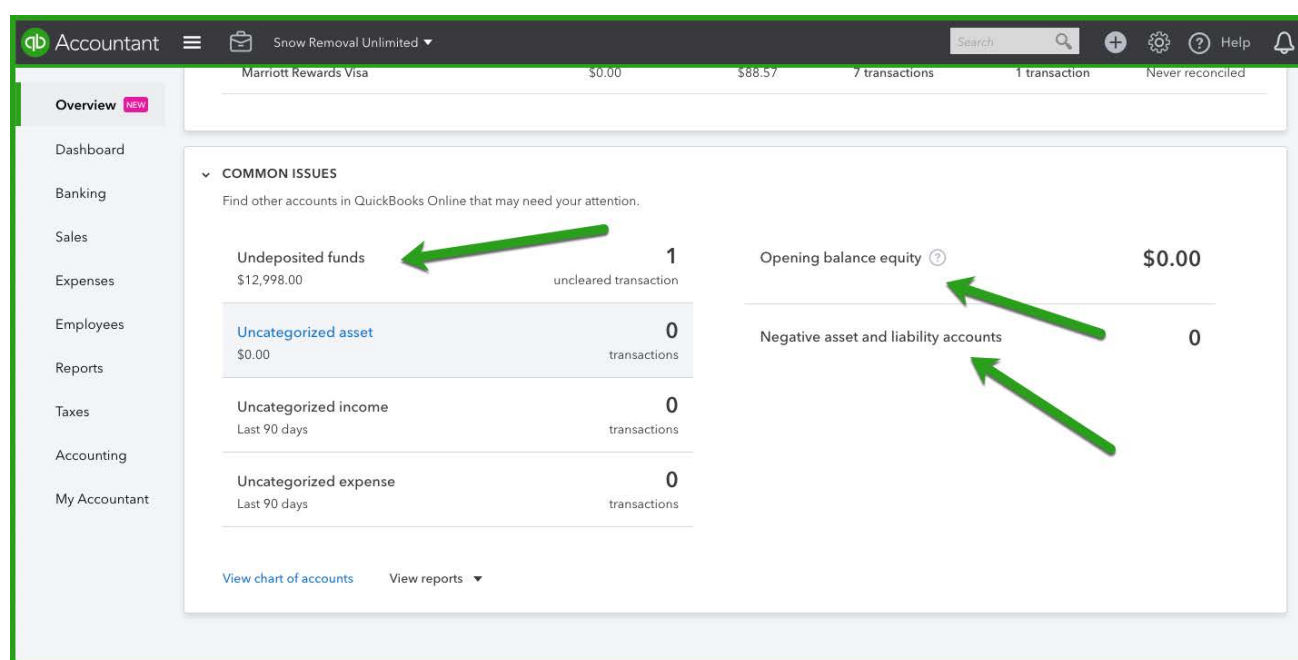 qb Accountant Snow Removal Unlimited Search Help
Marriott Rewards Visa $0.00 $88.57 7 transactions 1 transaction Never reconciled
Overview NEW
Dashboard
Banking
Sales
Expenses
Employees
Reports
Taxes
Accounting
My Accountant
COMMON ISSUES
Find other accounts in QuickBooks Online that may need your attention.
Undeposited funds 1
$12,998.00 uncleared transaction
Uncategorized asset 0
$0.00 transactions
Uncategorized income 0
Last 90 days transactions
Uncategorized expense 0
Last 90 days transactions
Opening balance equity ? $0.00
Negative asset and liability accounts 0
View chart of accounts View reports